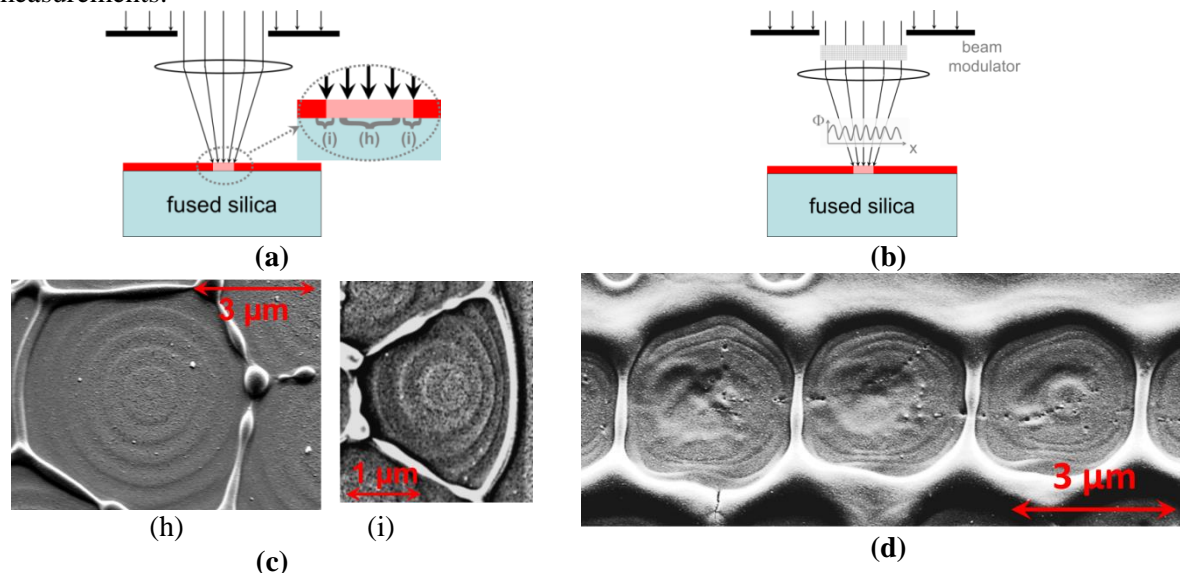 measurements.
beam
modulator
Φ
x
(i) (h) (i)
fused silica
fused silica
(a)
(b)
3 µm
1 µm
(h)
(i)
3 µm
(c)
(d)